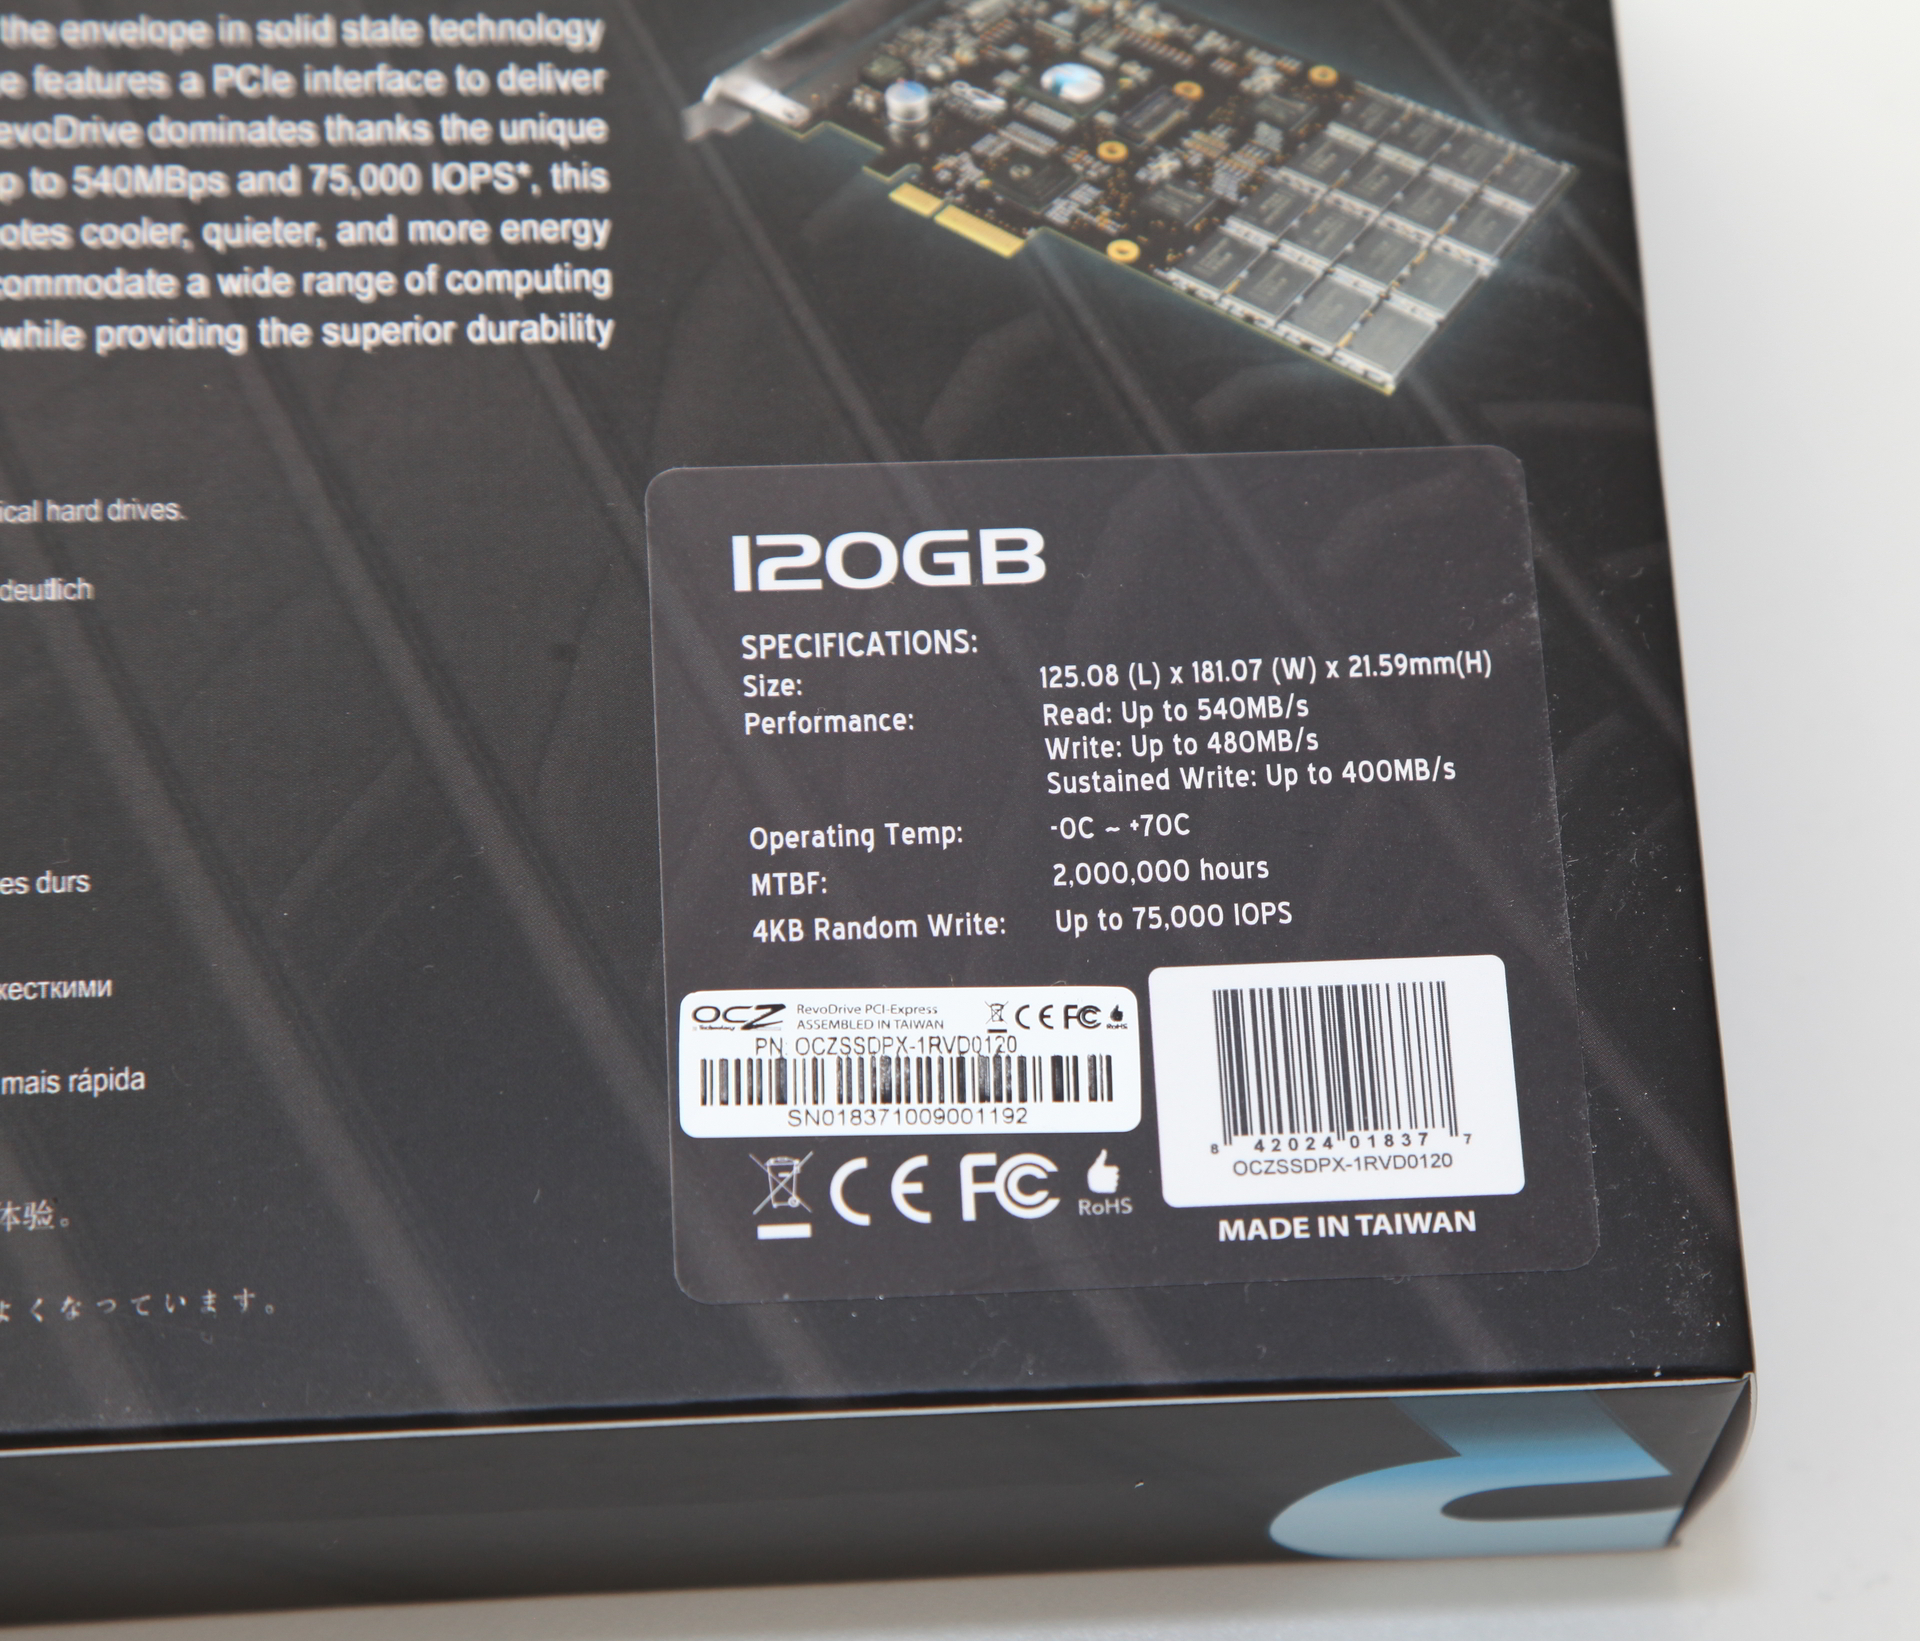 the envelope in solid state technology
e features a PCIe interface to deliver
evoDrive dominates thanks the unique
p to 540MBps and 75,000 IOPS*, this
otes cooler, quieter, and more energy
commodate a wide range of computing
while providing the superior durability
ical hard drives.
deutlich
es durs
жесткими
mais rápida
体验。
よくなっています。
120GB
SPECIFICATIONS:
Size: 125.08 (L) x 181.07 (W) x 21.59mm(H)
Performance: Read: Up to 540MB/s
Write: Up to 480MB/s
Sustained Write: Up to 400MB/s
Operating Temp: -0C ~ +70C
MTBF: 2,000,000 hours
4KB Random Write: Up to 75,000 IOPS
OCZ Technology RevoDrive PCI-Express CE FC RoHS
ASSEMBLED IN TAIWAN
PN: OCZSSDPX-1RVD0120
SN018371009001192
CE FC RoHS
8 42024 01837 7
OCZSSDPX-1RVD0120
MADE IN TAIWAN